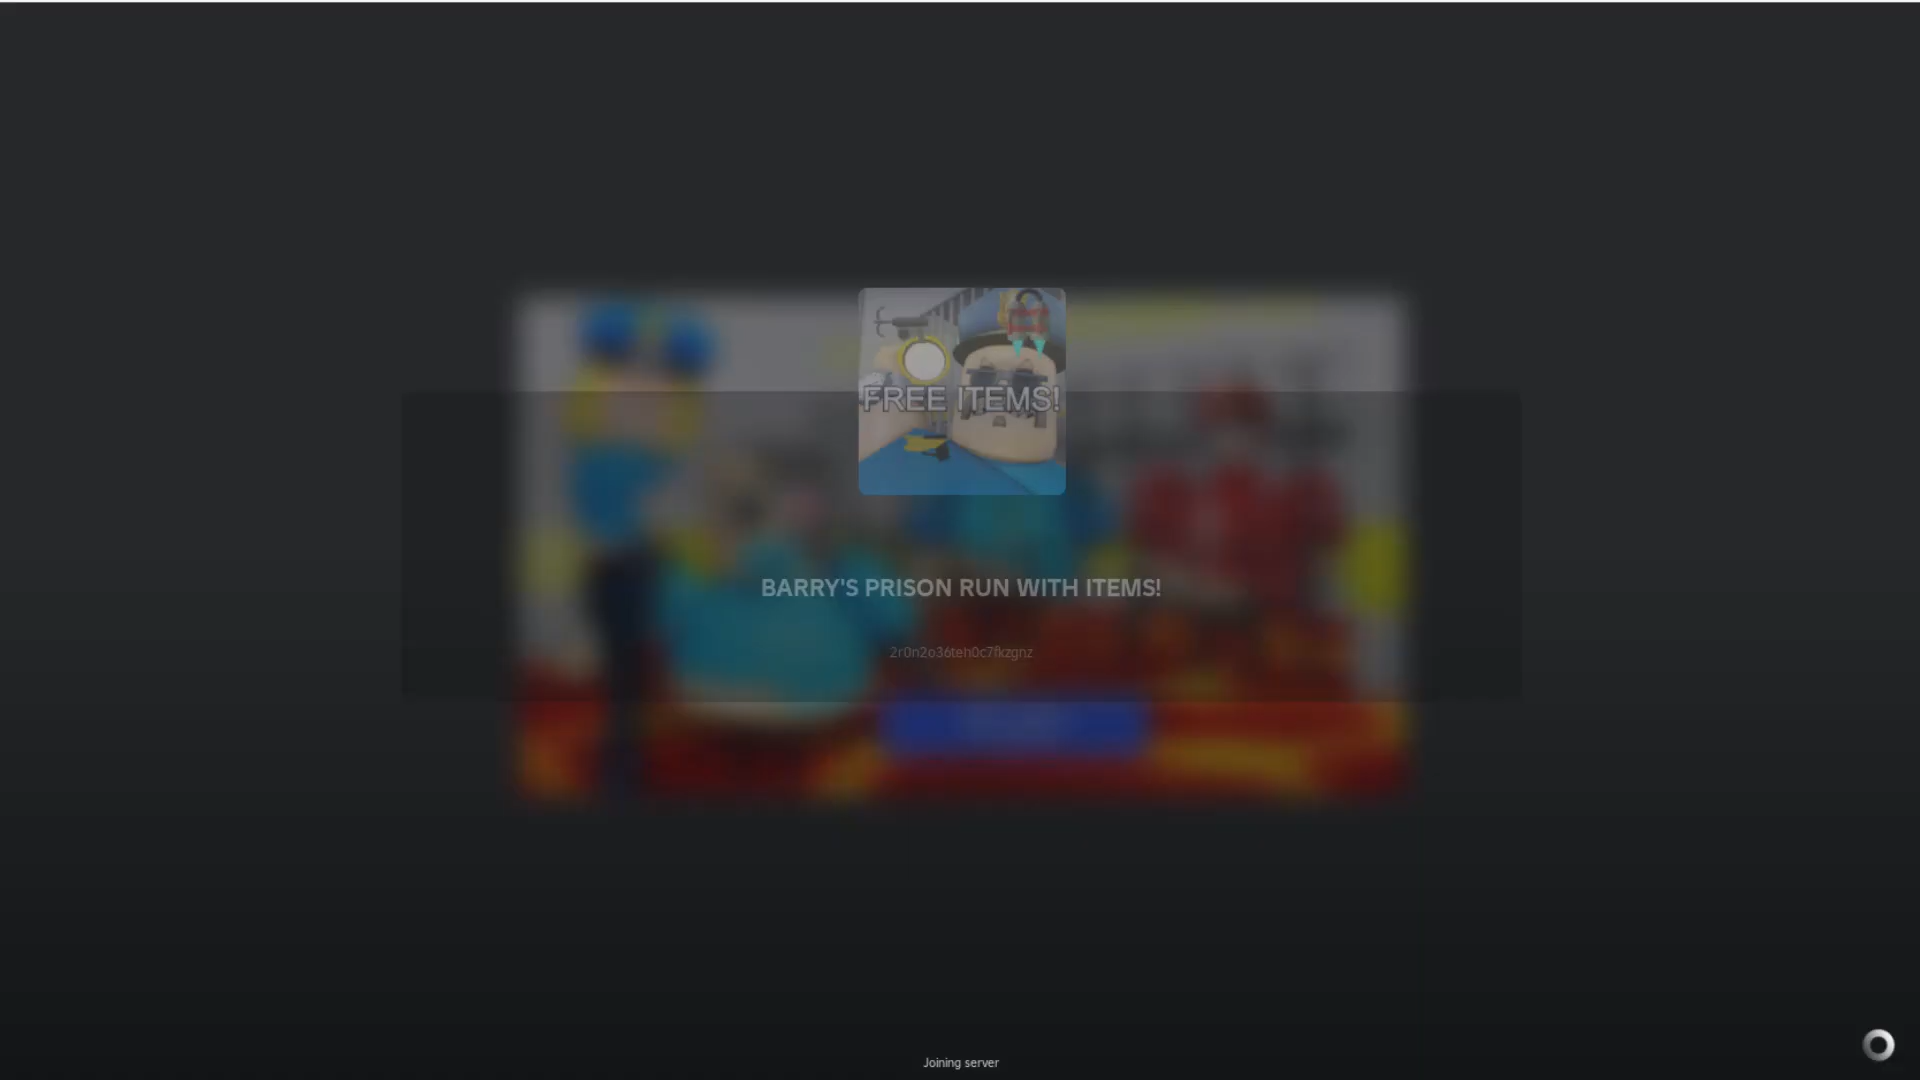 FREE ITEMS!
BARRY'S PRISON RUN WITH ITEMS!
2r0n2o36teh0c7fkzgnz
Joining server